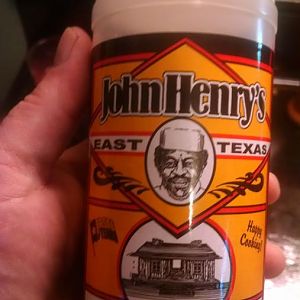 John Henry's
EAST TEXAS
Happy
Cooking!